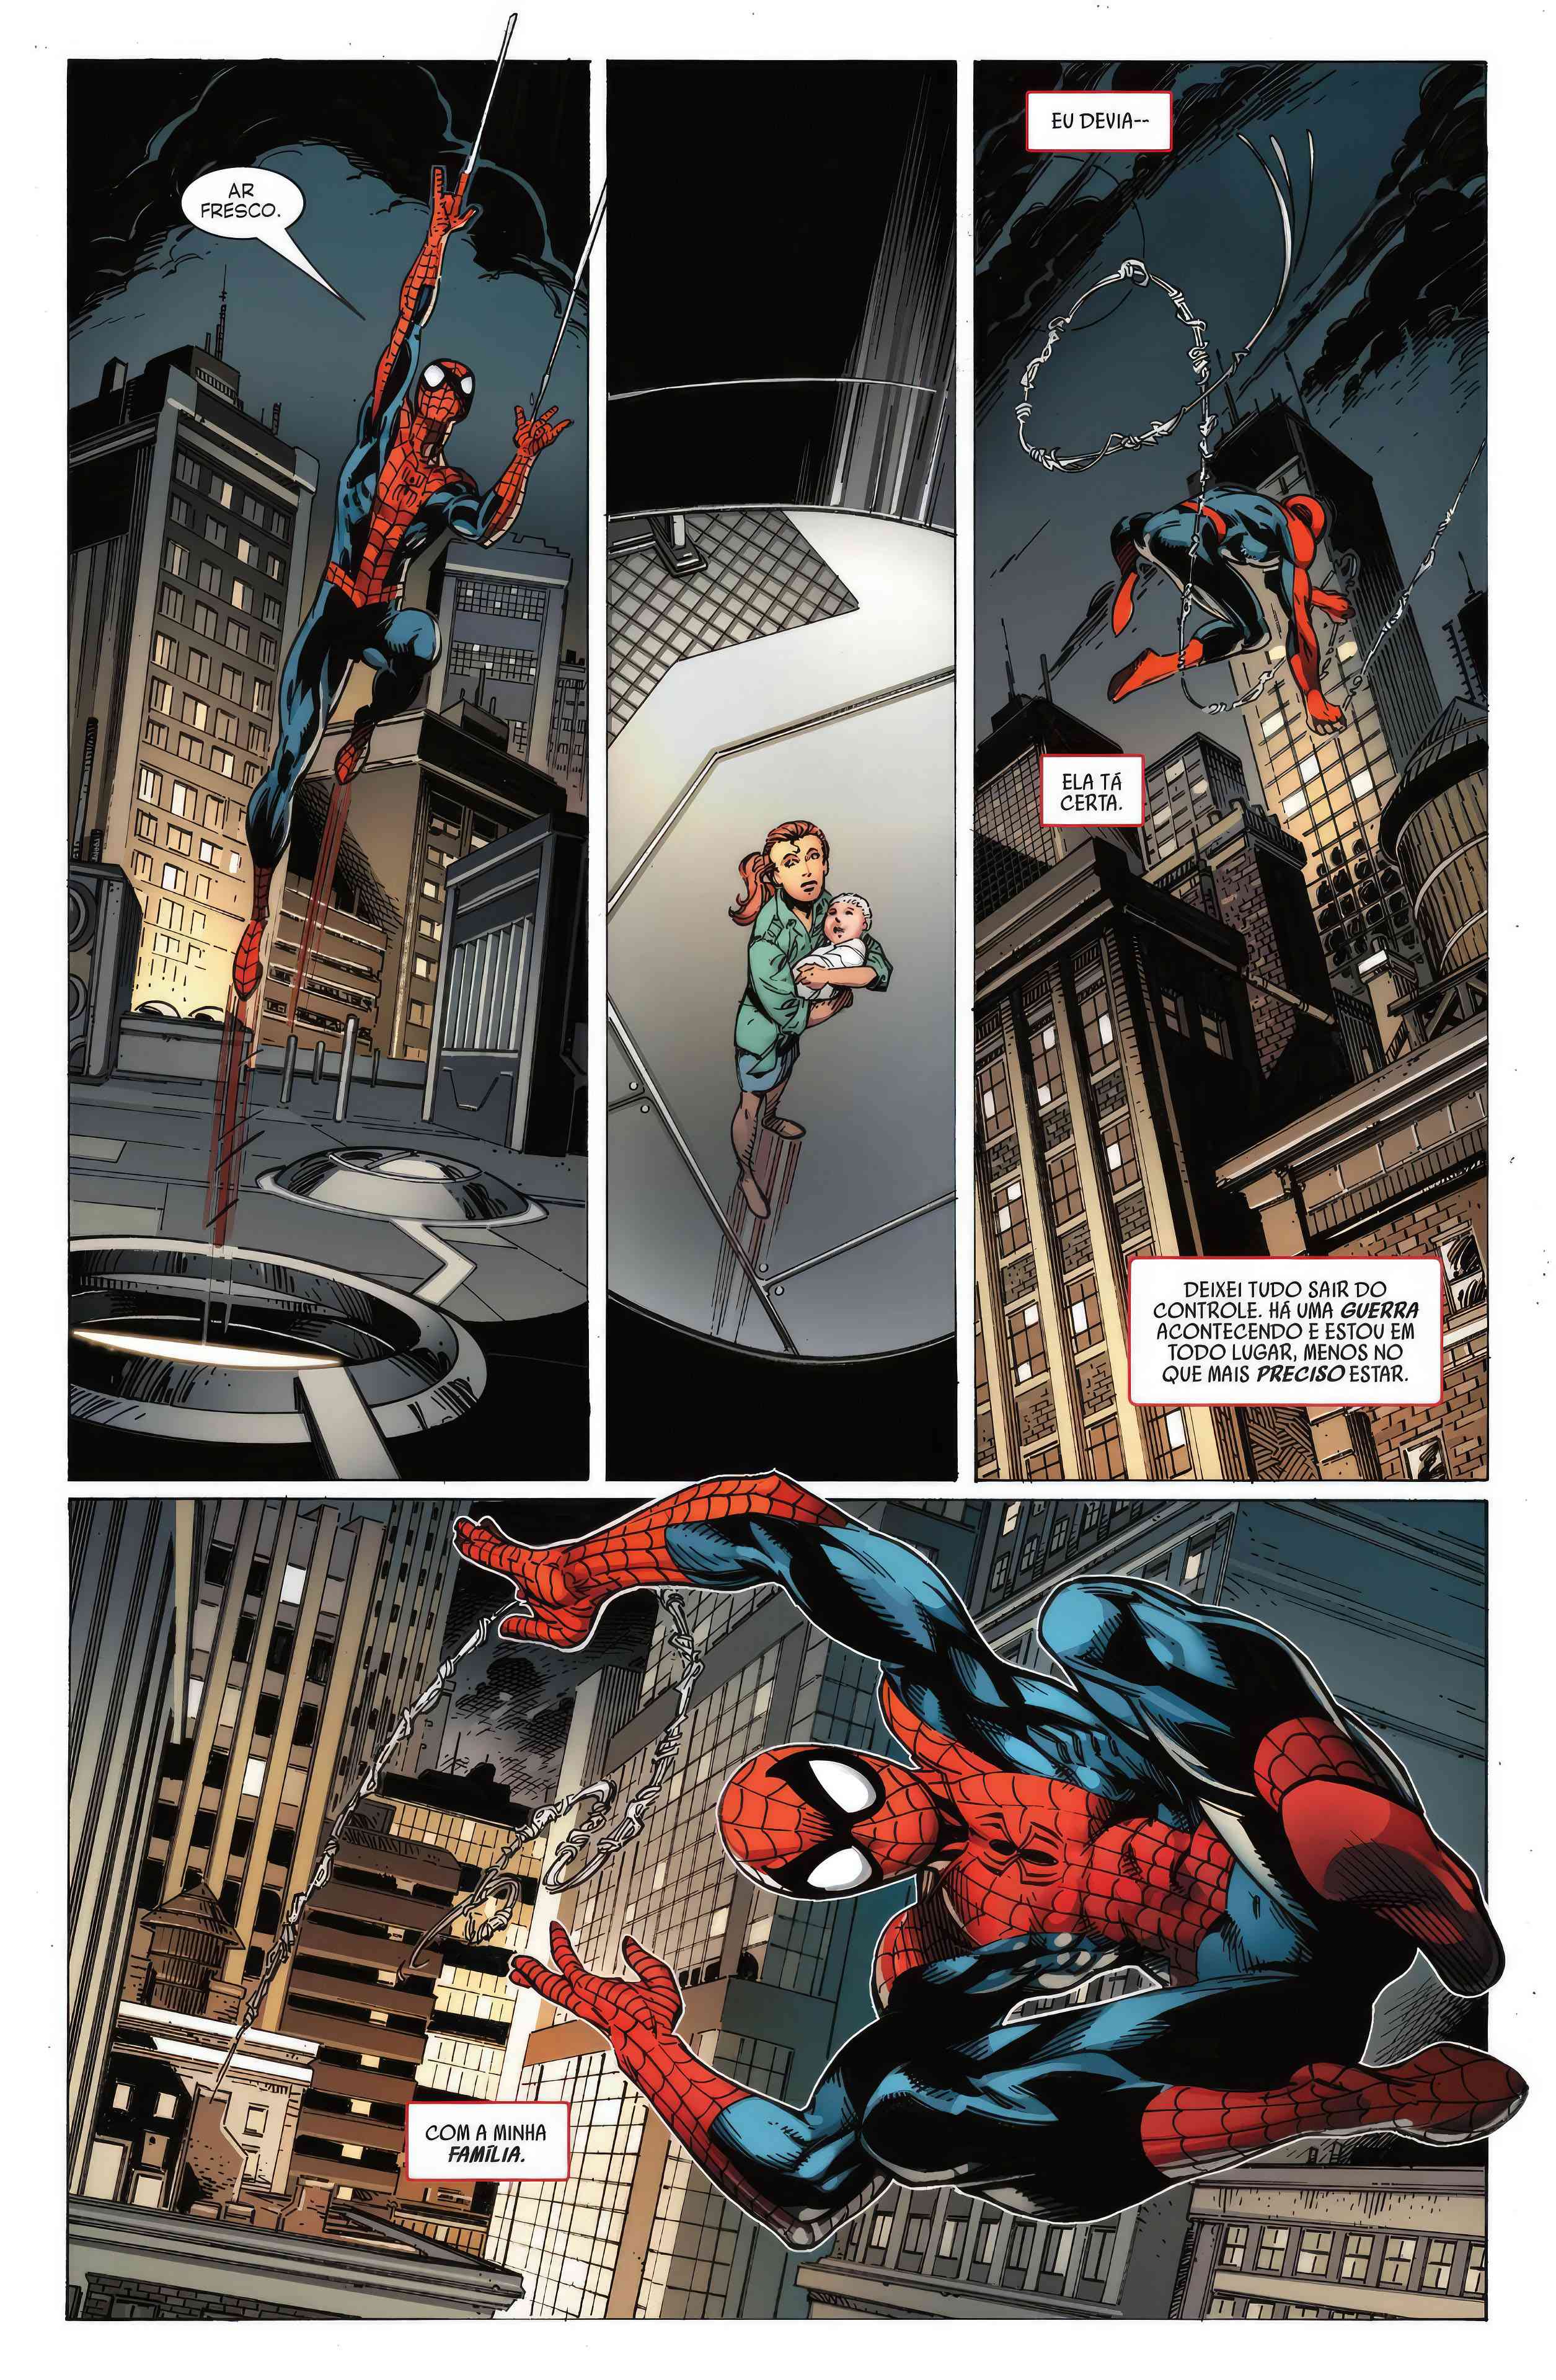 AR
FRESCO.
EU DEVIA--
ELA TÁ
CERTA.
DEIXEI TUDO SAIR DO
CONTROLE. HÁ UMA GUERRA
ACONTECENDO E ESTOU EM
TODO LUGAR, MENOS NO
QUE MAIS PRECISO ESTAR.
COM A MINHA
FAMÍLIA.